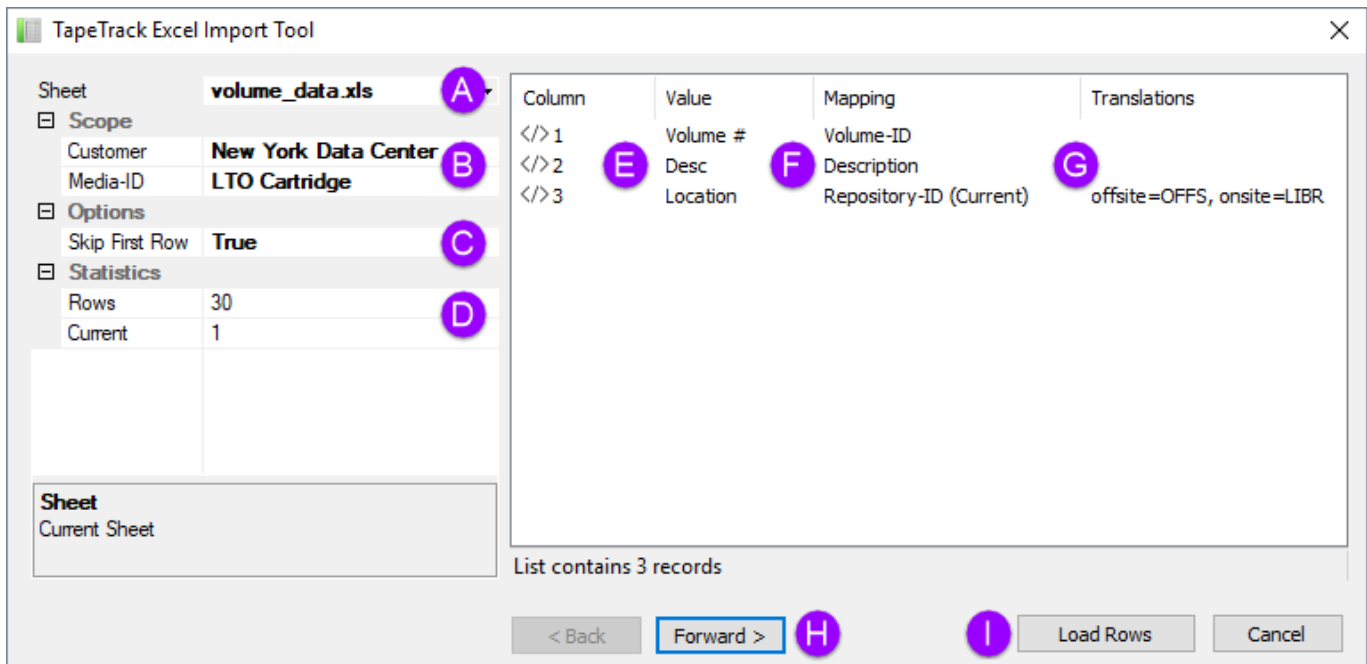 TapeTrack Excel Import Tool
Sheet volume_data.xls A
Scope
Customer New York Data Center
Media-ID LTO Cartridge
B
Options
Skip First Row True C
Statistics
Rows 30
Current 1
D
Sheet
Current Sheet
Column Value Mapping Translations
</> 1 Volume # Volume-ID
</> 2 E Desc F Description G
</> 3 Location Repository-ID (Current) offsite=OFFS, onsite=LIBR
List contains 3 records
< Back Forward > H I Load Rows Cancel